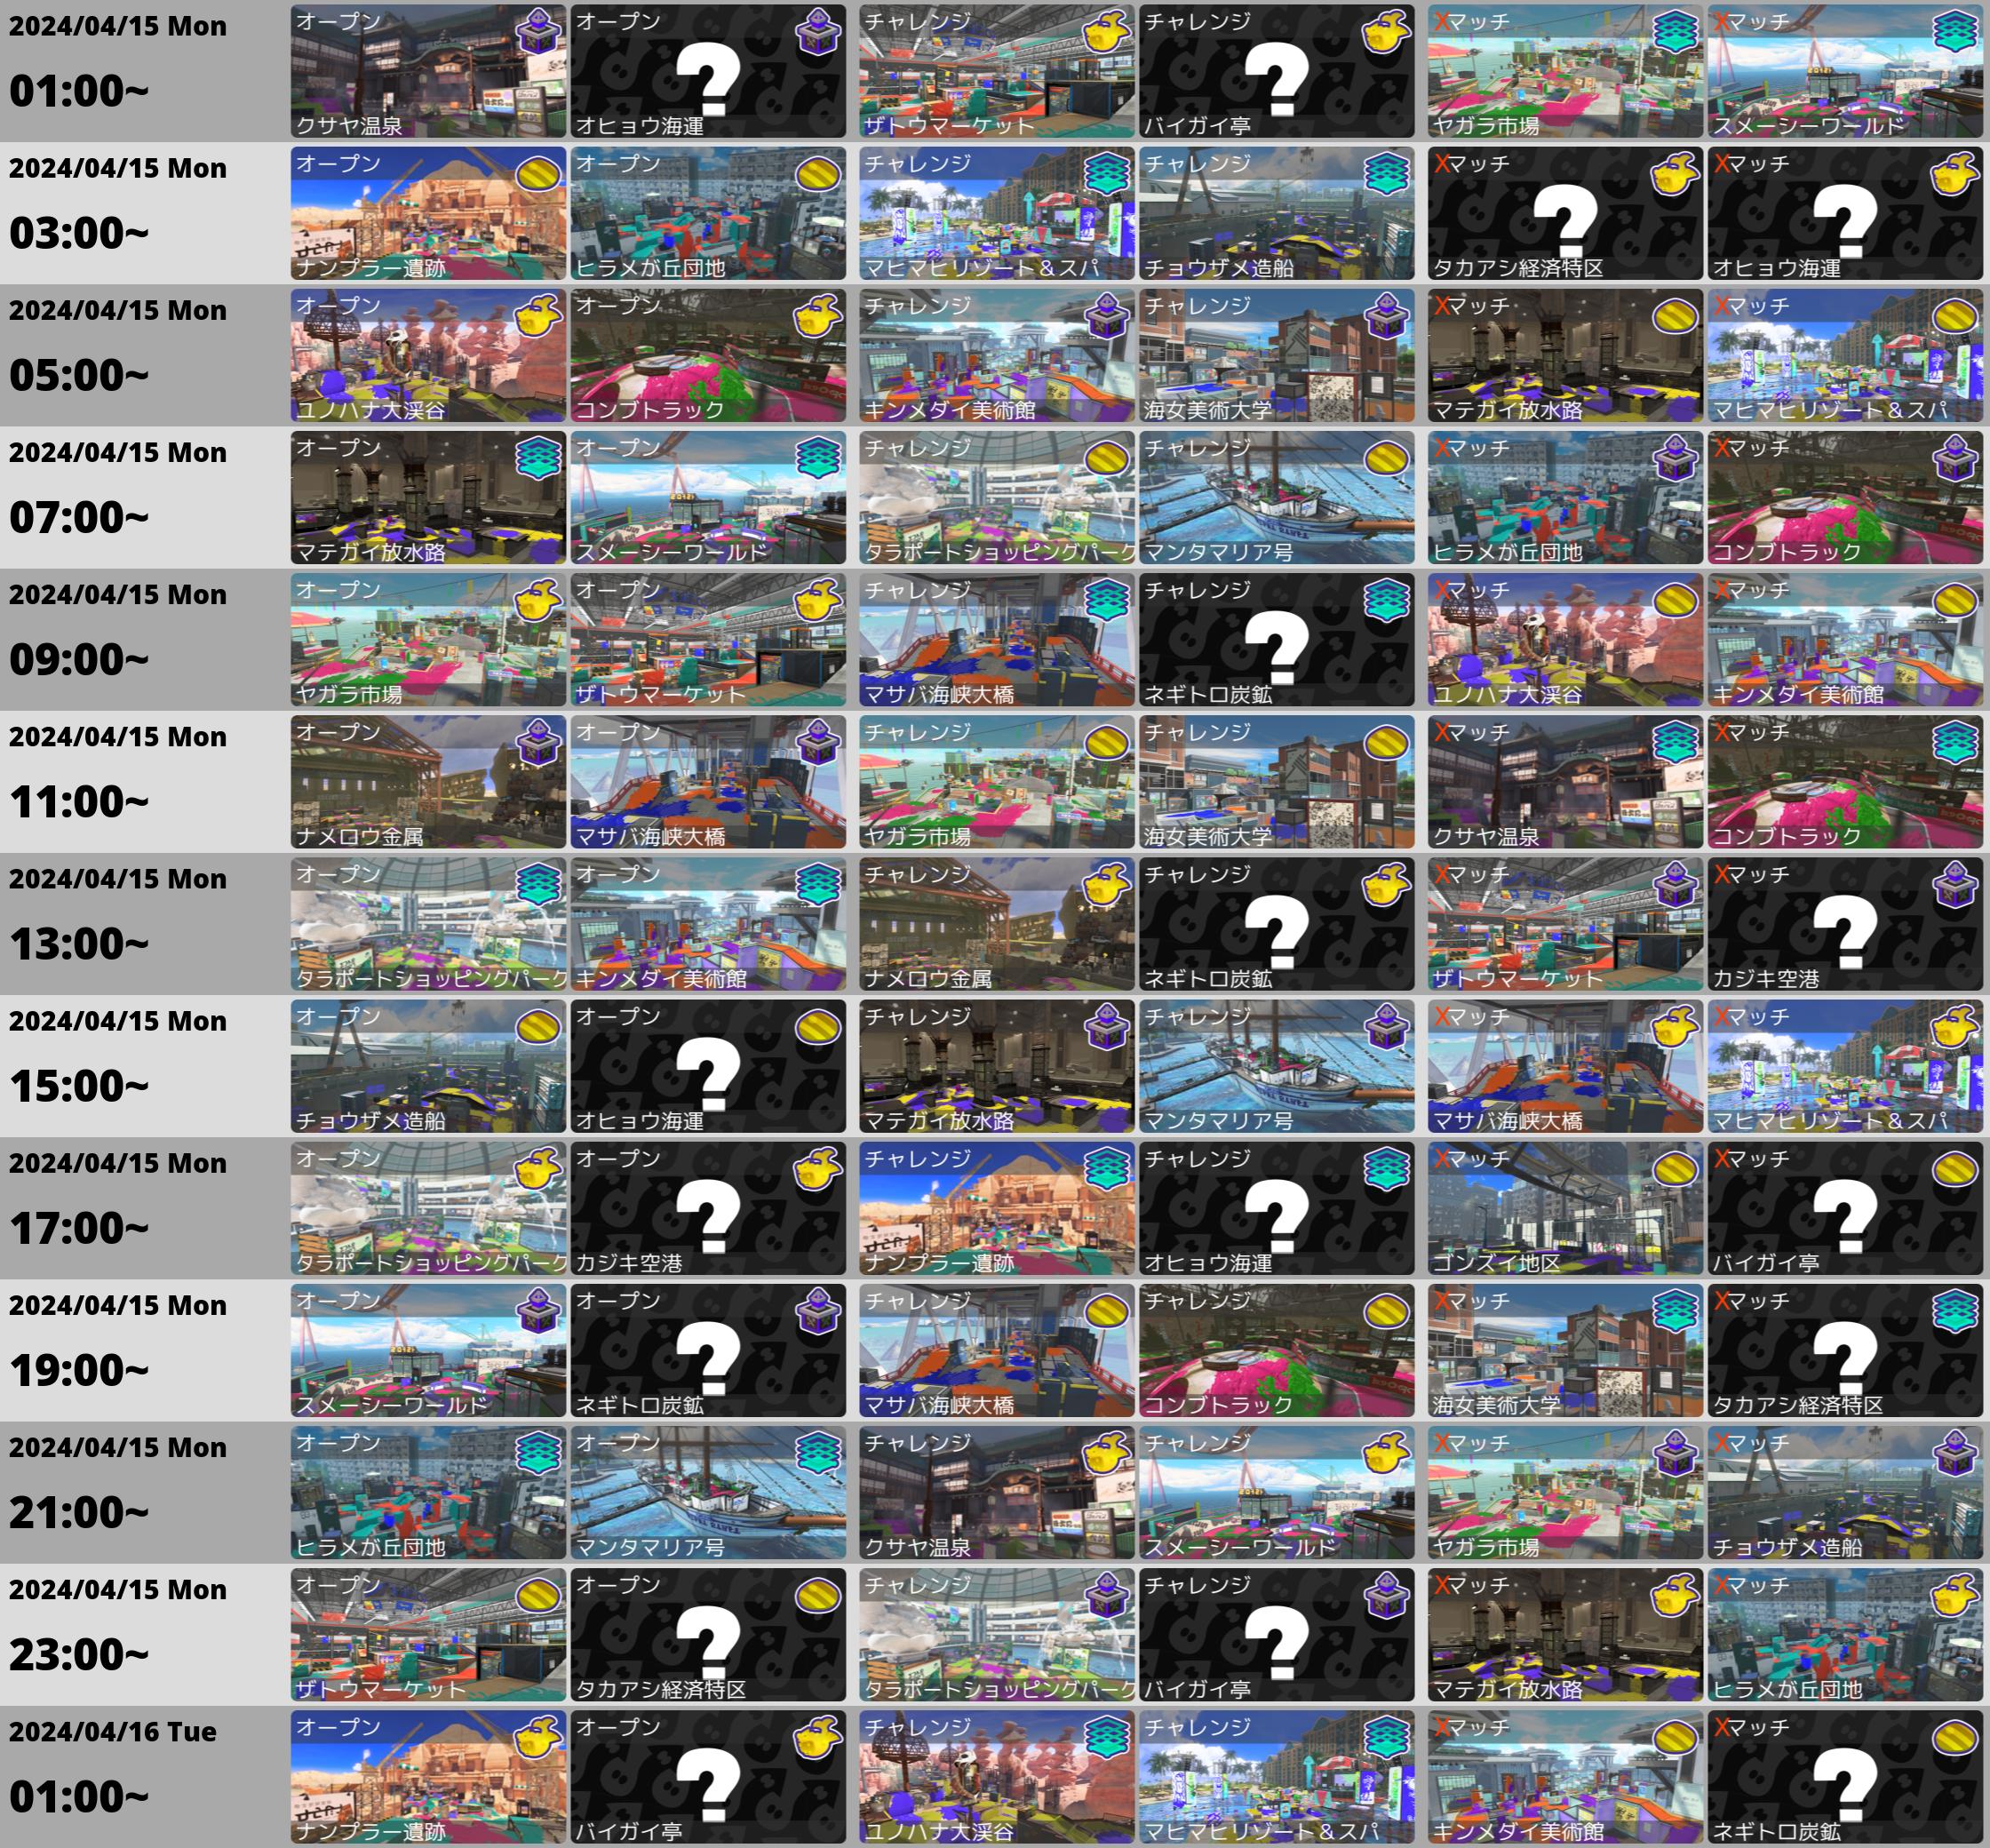 2024/04/15 Mon
01:00~
オープン
クサヤ温泉
オープン
オヒョウ海運
チャレンジ
ザトウマーケット
チャレンジ
バイガイ亭
Xマッチ
ヤガラ市場
Xマッチ
スメーシーワールド
2024/04/15 Mon
03:00~
オープン
ナンプラー遺跡
オープン
ヒラメが丘団地
チャレンジ
マヒマヒリゾート＆スパ
チャレンジ
チョウザメ造船
Xマッチ
タカアシ経済特区
Xマッチ
オヒョウ海運
2024/04/15 Mon
05:00~
オープン
ユノハナ大渓谷
オープン
コンブトラック
チャレンジ
キンメダイ美術館
チャレンジ
海女美術大学
Xマッチ
マテガイ放水路
Xマッチ
マヒマヒリゾート＆スパ
2024/04/15 Mon
07:00~
オープン
マテガイ放水路
オープン
スメーシーワールド
チャレンジ
タラポートショッピングパーク
チャレンジ
マンタマリア号
Xマッチ
ヒラメが丘団地
Xマッチ
コンブトラック
2024/04/15 Mon
09:00~
オープン
ヤガラ市場
オープン
ザトウマーケット
チャレンジ
マサバ海峡大橋
チャレンジ
ネギトロ炭鉱
Xマッチ
ユノハナ大渓谷
Xマッチ
キンメダイ美術館
2024/04/15 Mon
11:00~
オープン
ナメロウ金属
オープン
マサバ海峡大橋
チャレンジ
ヤガラ市場
チャレンジ
海女美術大学
Xマッチ
クサヤ温泉
Xマッチ
コンブトラック
2024/04/15 Mon
13:00~
オープン
タラポートショッピングパーク
オープン
キンメダイ美術館
チャレンジ
ナメロウ金属
チャレンジ
ネギトロ炭鉱
Xマッチ
ザトウマーケット
Xマッチ
カジキ空港
2024/04/15 Mon
15:00~
オープン
チョウザメ造船
オープン
オヒョウ海運
チャレンジ
マテガイ放水路
チャレンジ
マンタマリア号
Xマッチ
マサバ海峡大橋
Xマッチ
マヒマヒリゾート＆スパ
2024/04/15 Mon
17:00~
オープン
タラポートショッピングパーク
オープン
カジキ空港
チャレンジ
ナンプラー遺跡
チャレンジ
オヒョウ海運
Xマッチ
ゴンズイ地区
Xマッチ
バイガイ亭
2024/04/15 Mon
19:00~
オープン
スメーシーワールド
オープン
ネギトロ炭鉱
チャレンジ
マサバ海峡大橋
チャレンジ
コンブトラック
Xマッチ
海女美術大学
Xマッチ
タカアシ経済特区
2024/04/15 Mon
21:00~
オープン
ヒラメが丘団地
オープン
マンタマリア号
チャレンジ
クサヤ温泉
チャレンジ
スメーシーワールド
Xマッチ
ヤガラ市場
Xマッチ
チョウザメ造船
2024/04/15 Mon
23:00~
オープン
ザトウマーケット
オープン
タカアシ経済特区
チャレンジ
タラポートショッピングパーク
チャレンジ
バイガイ亭
Xマッチ
マテガイ放水路
Xマッチ
ヒラメが丘団地
2024/04/16 Tue
01:00~
オープン
ナンプラー遺跡
オープン
バイガイ亭
チャレンジ
ユノハナ大渓谷
チャレンジ
マヒマヒリゾート＆スパ
Xマッチ
キンメダイ美術館
Xマッチ
ネギトロ炭鉱